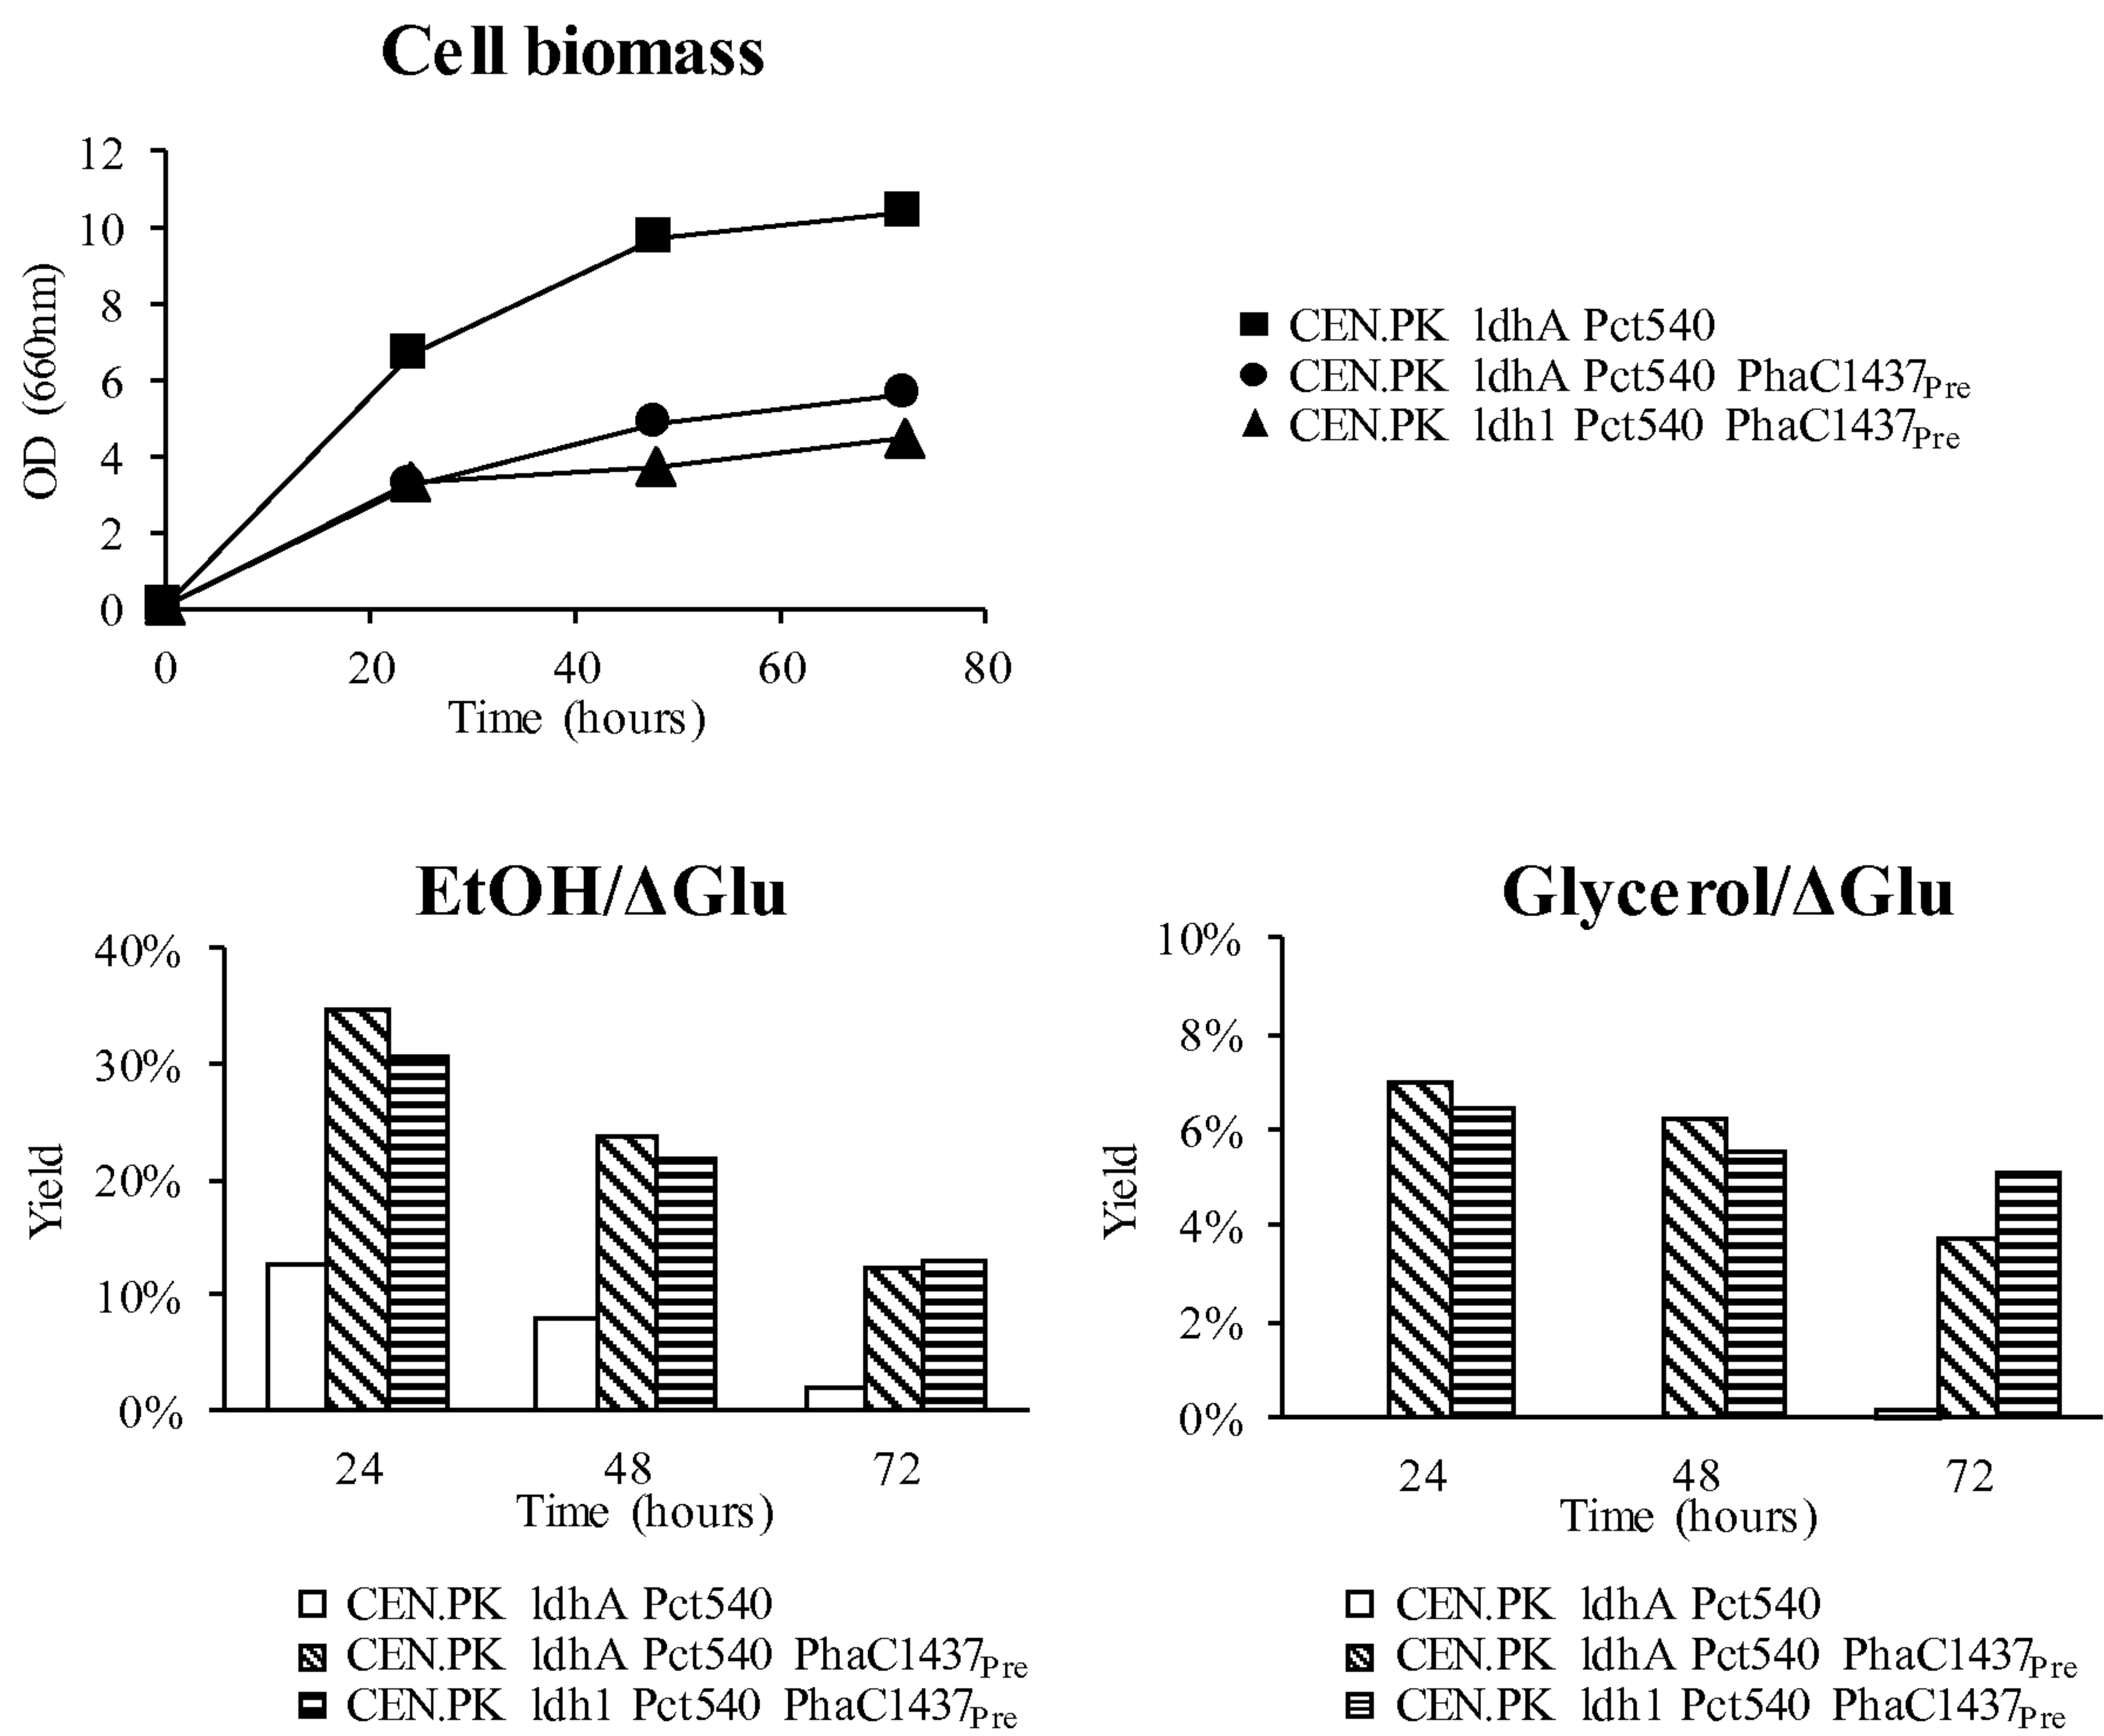 Cell biomass
12
10
8
6
4
2
0
OD (660nm)
0 20 40 60 80
Time (hours)
CEN.PK ldhA Pct540
CEN.PK ldhA Pct540 PhaC1437Pre
CEN.PK ldh1 Pct540 PhaC1437Pre
EtOH/ΔGlu
40%
30%
20%
10%
0%
Yield
24 48 72
Time (hours)
CEN.PK ldhA Pct540
CEN.PK ldhA Pct540 PhaC1437Pre
CEN.PK ldh1 Pct540 PhaC1437Pre
Glycerol/ΔGlu
10%
8%
6%
4%
2%
0%
Yield
24 48 72
Time (hours)
CEN.PK ldhA Pct540
CEN.PK ldhA Pct540 PhaC1437Pre
CEN.PK ldh1 Pct540 PhaC1437Pre